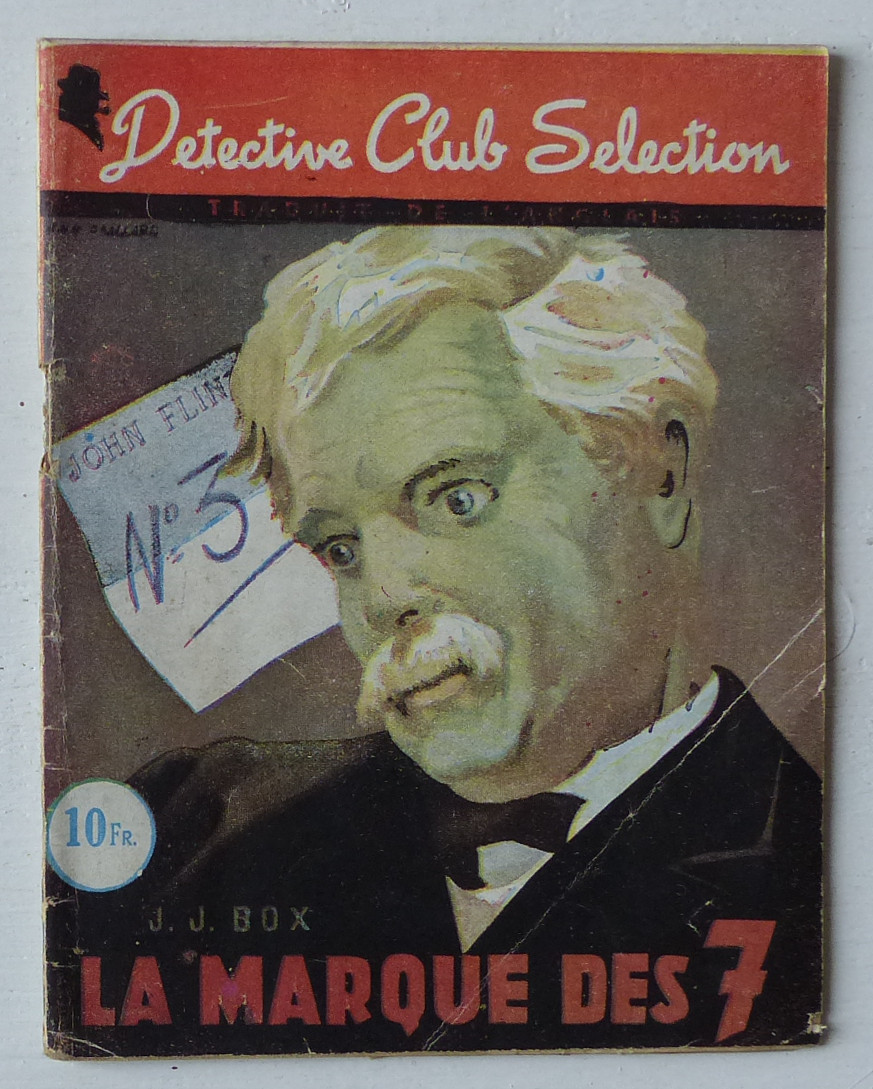 Detective Club Selection
TRADUIT DE L'ANGLAIS
JOHN FLIN
Nº 3
10 FR.
J. J. BOX
LA MARQUE DES 7